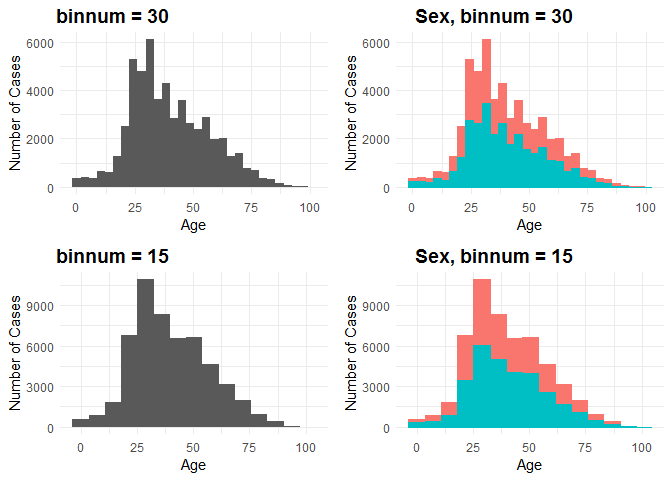 binnum = 30
Number of Cases
6000
4000
2000
0
0 25 50 75 100
Age
Sex, binnum = 30
Number of Cases
6000
4000
2000
0
0 25 50 75 100
Age
binnum = 15
Number of Cases
9000
6000
3000
0
0 25 50 75 100
Age
Sex, binnum = 15
Number of Cases
9000
6000
3000
0
0 25 50 75 100
Age